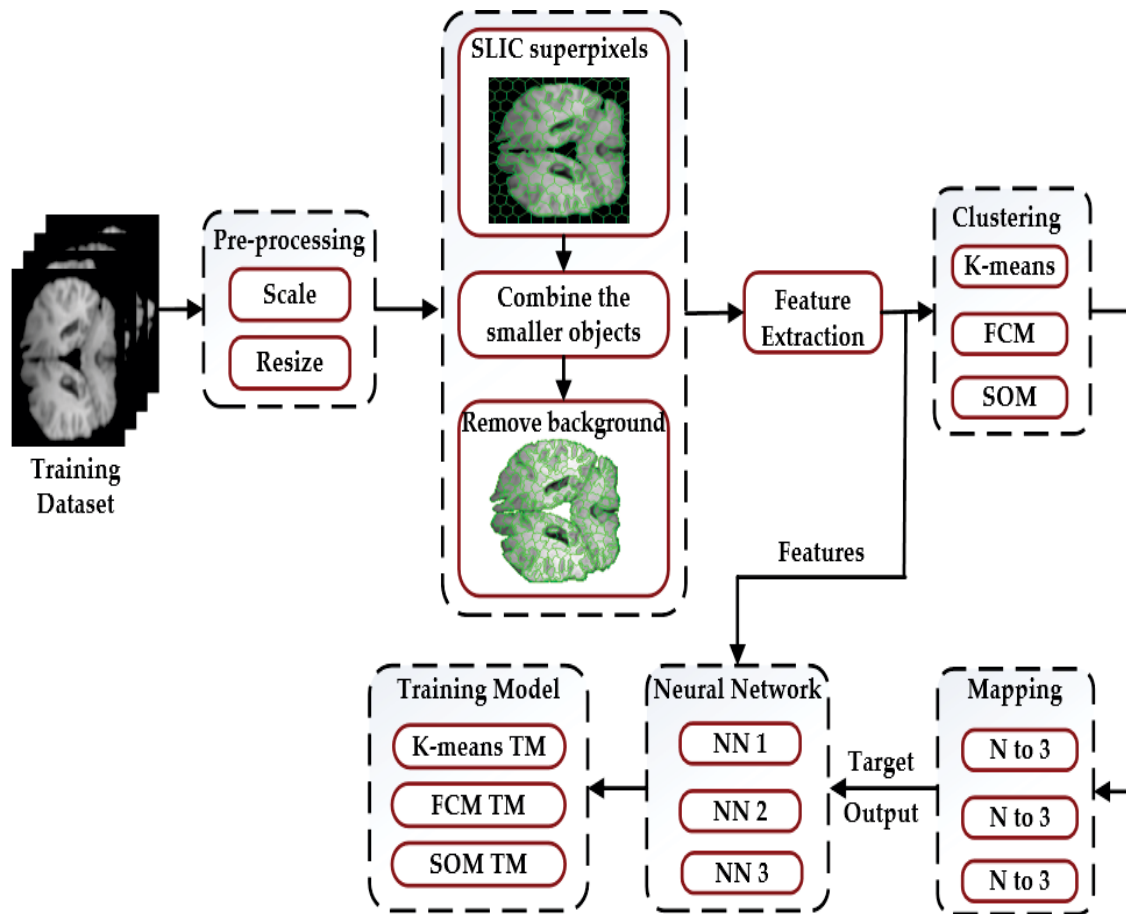 Training
Dataset
Pre-processing
Scale
Resize
SLIC superpixels
Combine the
smaller objects
Remove background
Feature
Extraction
Clustering
K-means
FCM
SOM
Features
Mapping
N to 3
N to 3
N to 3
Target
Output
Neural Network
NN 1
NN 2
NN 3
Training Model
K-means TM
FCM TM
SOM TM